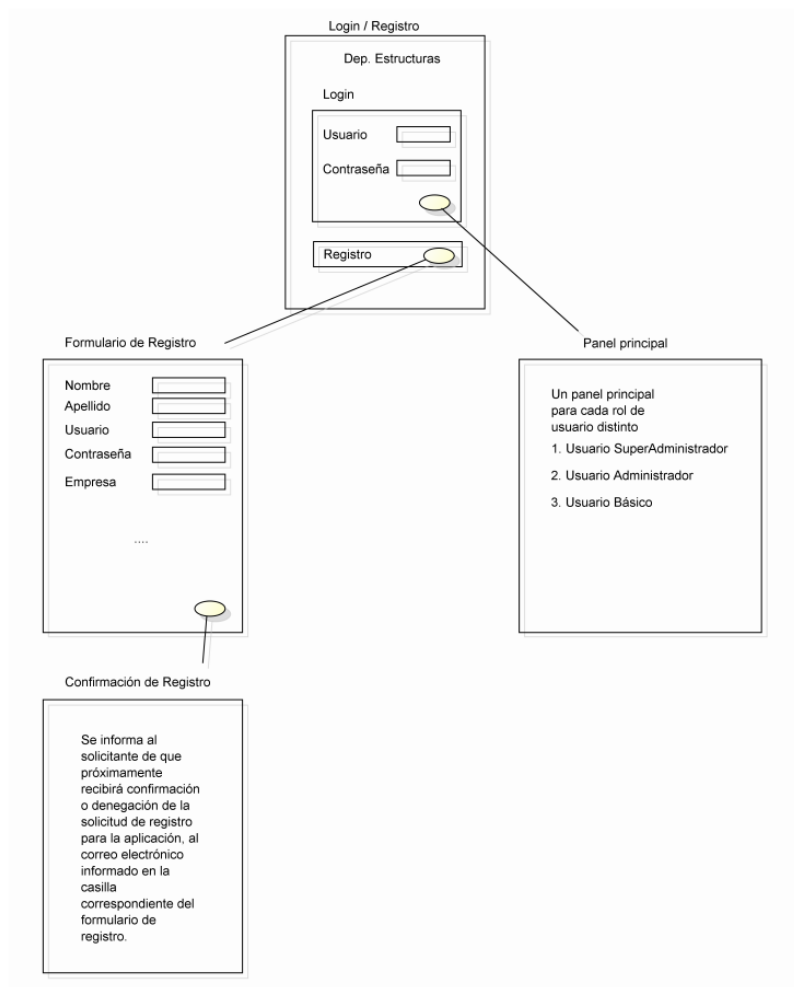 Login / Registro
Dep. Estructuras
Login
Usuario
Contraseña
Registro
Formulario de Registro
Nombre
Apellido
Usuario
Contraseña
Empresa
....
Panel principal
Un panel principal
para cada rol de
usuario distinto
1. Usuario SuperAdministrador
2. Usuario Administrador
3. Usuario Básico
Confirmación de Registro
Se informa al
solicitante de que
próximamente
recibirá confirmación
o denegación de la
solicitud de registro
para la aplicación, al
correo electrónico
informado en la
casilla
correspondiente del
formulario de
registro.